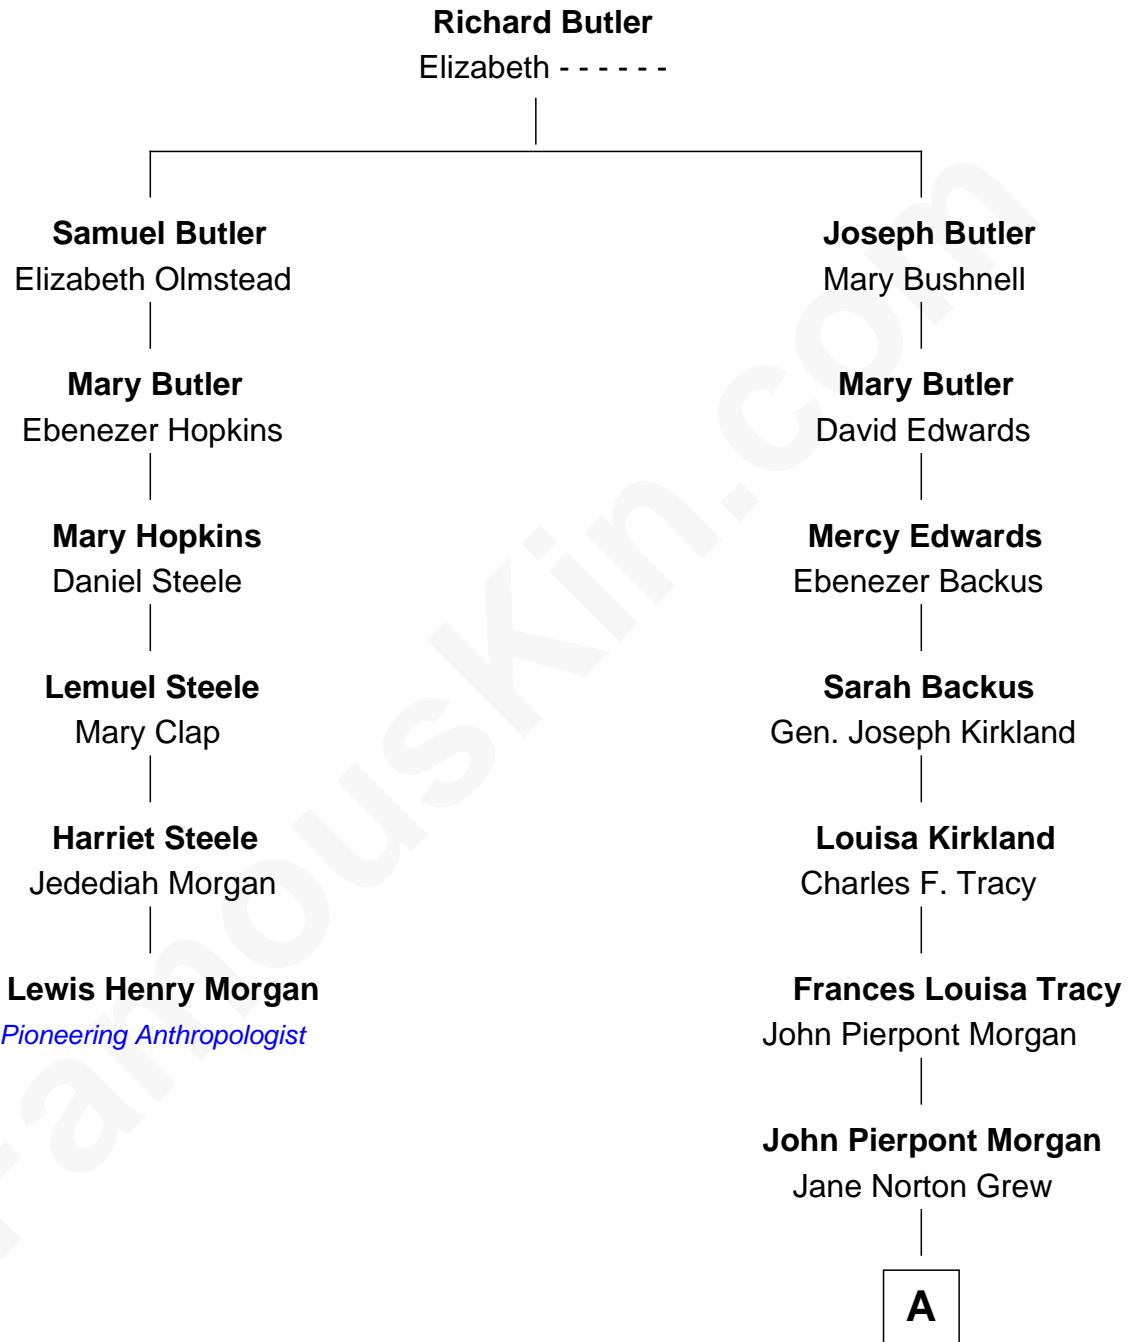 Richard Butler
Elizabeth - - - - - -
Samuel Butler
Elizabeth Olmstead
Joseph Butler
Mary Bushnell
Mary Butler
Ebenezer Hopkins
Mary Butler
David Edwards
Mary Hopkins
Daniel Steele
Mercy Edwards
Ebenezer Backus
Lemuel Steele
Mary Clap
Sarah Backus
Gen. Joseph Kirkland
Harriet Steele
Jedediah Morgan
Louisa Kirkland
Charles F. Tracy
Lewis Henry Morgan
Pioneering Anthropologist
Frances Louisa Tracy
John Pierpont Morgan
John Pierpont Morgan
Jane Norton Grew
A
FamousKin.com